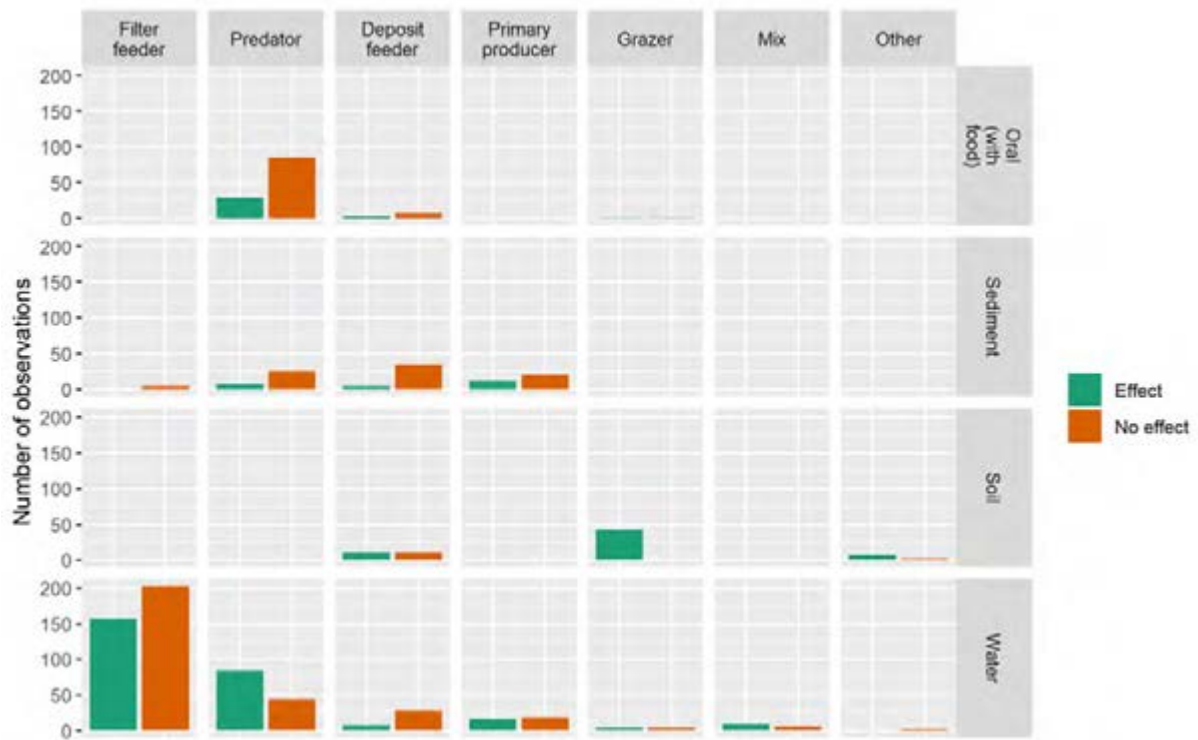 Filter
feeder
Predator
Deposit
feeder
Primary
producer
Grazer
Mix
Other
Number of observations
200
150
100
50
0
Oral
(with
food)
200
150
100
50
0
Sediment
200
150
100
50
0
Soil
200
150
100
50
0
Water
Effect
No effect